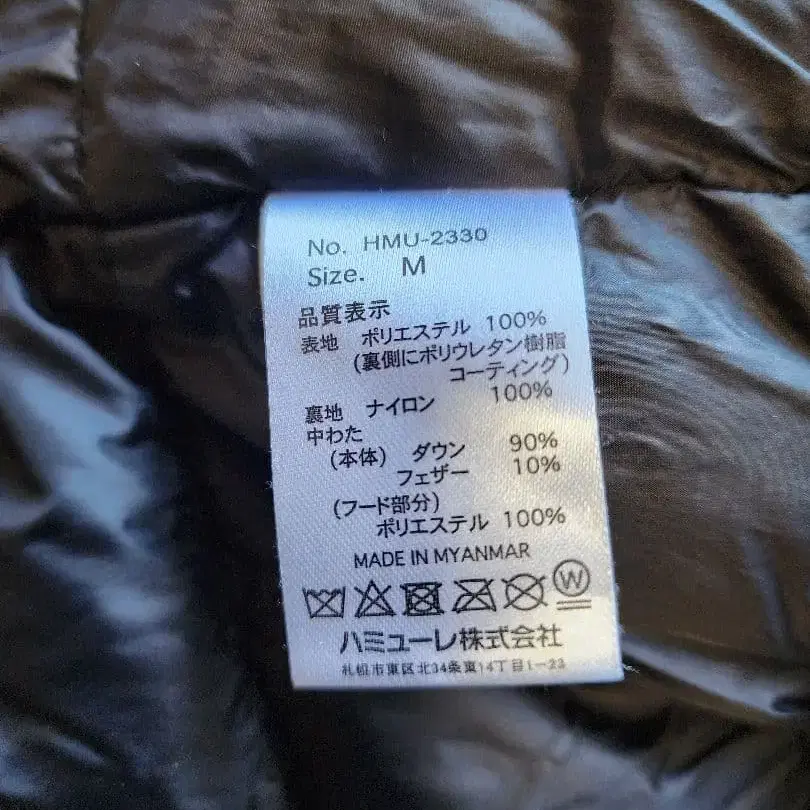 No. HMU-2330
Size. M
品質表示
表地 ポリエステル 100%
(裏側にポリウレタン樹脂
コーティング)
裏地 ナイロン 100%
中わた
(本体) ダウン 90%
フェザー 10%
(フード部分)
ポリエステル 100%
MADE IN MYANMAR
W
ハミューレ株式会社
札幌市東区北34条東14丁目1-23